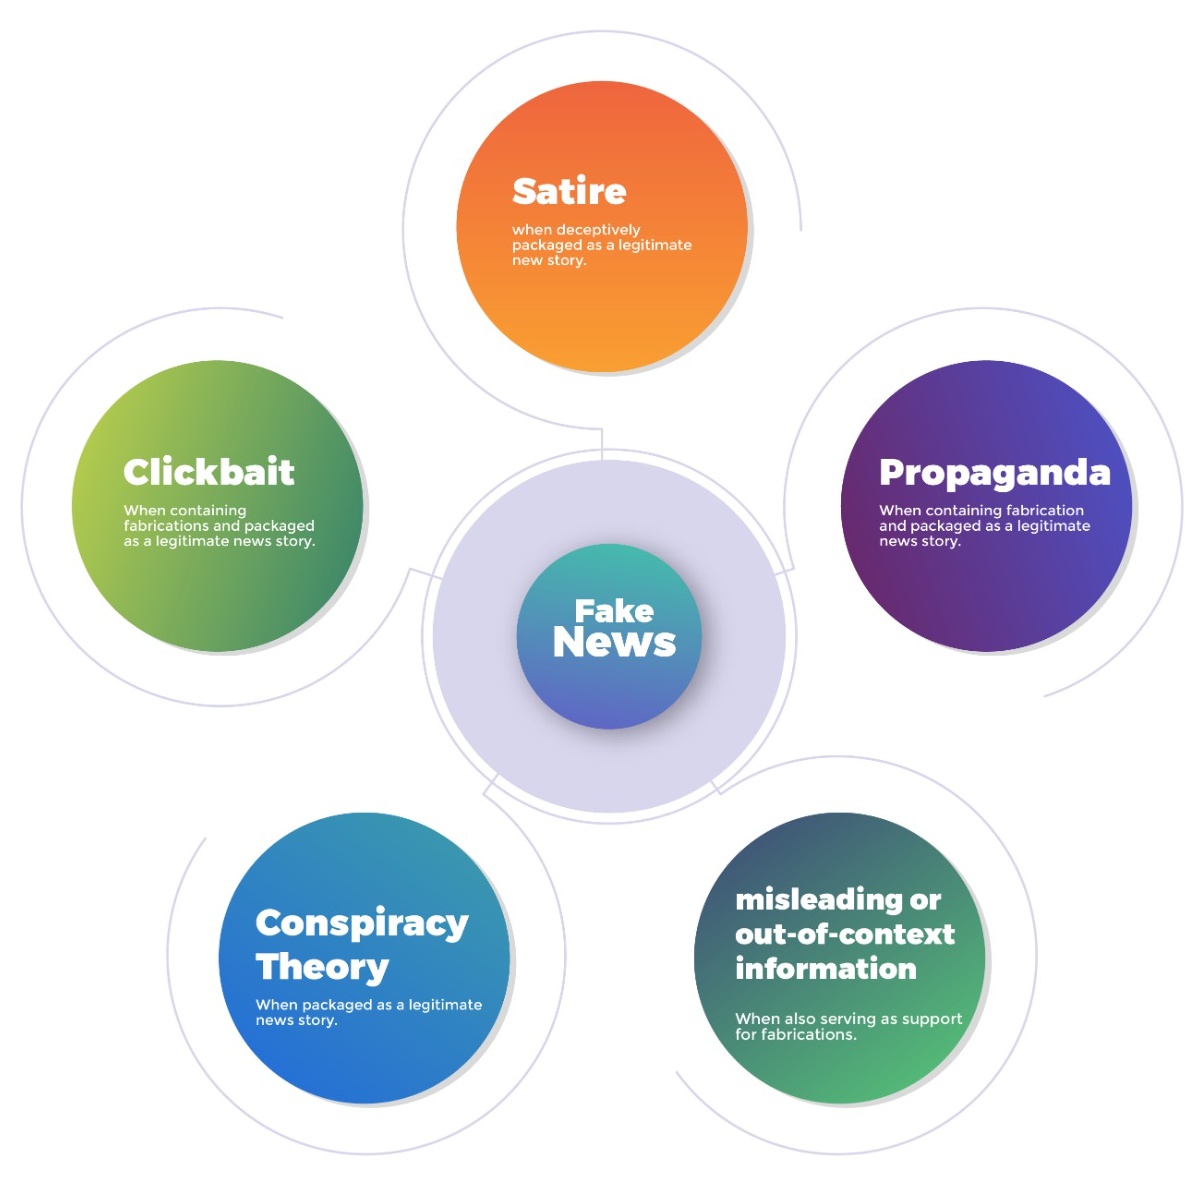 Satire
when deceptively
packaged as a legitimate
new story.
Clickbait
When containing
fabrications and packaged
as a legitimate news story.
Propaganda
When containing fabrication
and packaged as a legitimate
news story.
Fake
News
Conspiracy
Theory
When packaged as a legitimate
news story.
misleading or
out-of-context
information
When also serving as support
for fabrications.